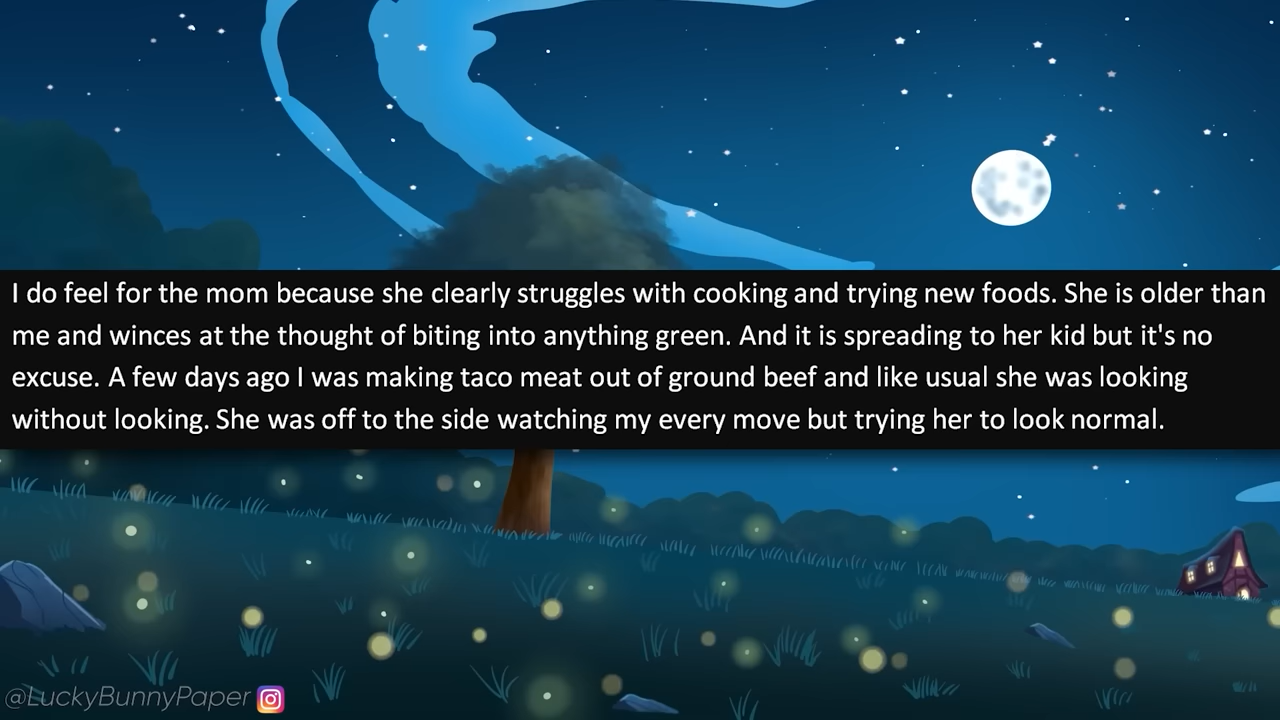 I do feel for the mom because she clearly struggles with cooking and trying new foods. She is older than
me and winces at the thought of biting into anything green. And it is spreading to her kid but it's no
excuse. A few days ago I was making taco meat out of ground beef and like usual she was looking
without looking. She was off to the side watching my every move but trying her to look normal.
@LuckyBunnyPaper